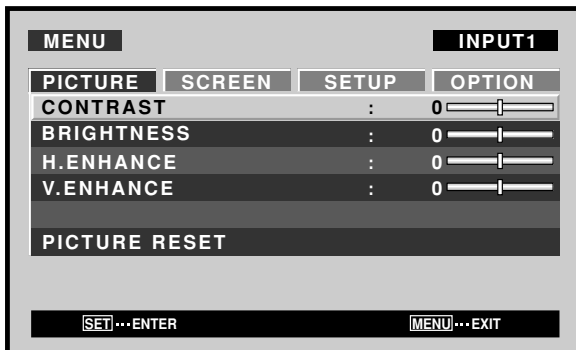 MENU INPUT1
PICTURE SCREEN SETUP OPTION
CONTRAST : 0
BRIGHTNESS : 0
H.ENHANCE : 0
V.ENHANCE : 0
PICTURE RESET
SET···ENTER MENU···EXIT